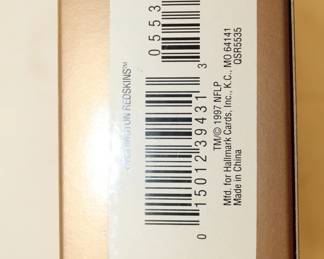 WASHINGTON REDSKINS™
0 15012 39431 3 0553
TM/© 1997 NFLP
Mfd. for Hallmark Cards, Inc., K.C., MO 64141
Made in China QSR5535